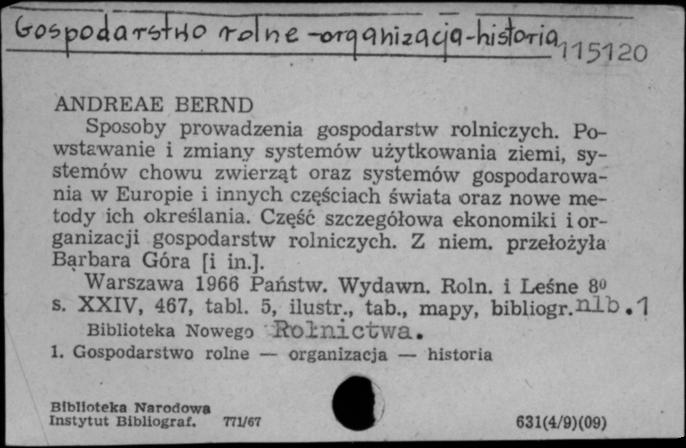 Gospodarstwo rolne - organizacja - historia
115120
ANDREAE BERND
Sposoby prowadzenia gospodarstw rolniczych. Po-
wstawanie i zmiany systemów użytkowania ziemi, sy-
stemów chowu zwierząt oraz systemów gospodarowa-
nia w Europie i innych częściach świata oraz nowe me-
tody ich określania. Część szczegółowa ekonomiki i or-
ganizacji gospodarstw rolniczych. Z niem. przełożyła
Barbara Góra [i in.].
Warszawa 1966 Państw. Wydawn. Roln. i Leśne 8⁰
s. XXIV, 467, tabl. 5, ilustr., tab., mapy, bibliogr. nlb. 1
Biblioteka Nowego Rolnictwa.
1. Gospodarstwo rolne — organizacja — historia
Biblioteka Narodowa
Instytut Bibliograf. 771/67
631(4/9)(09)